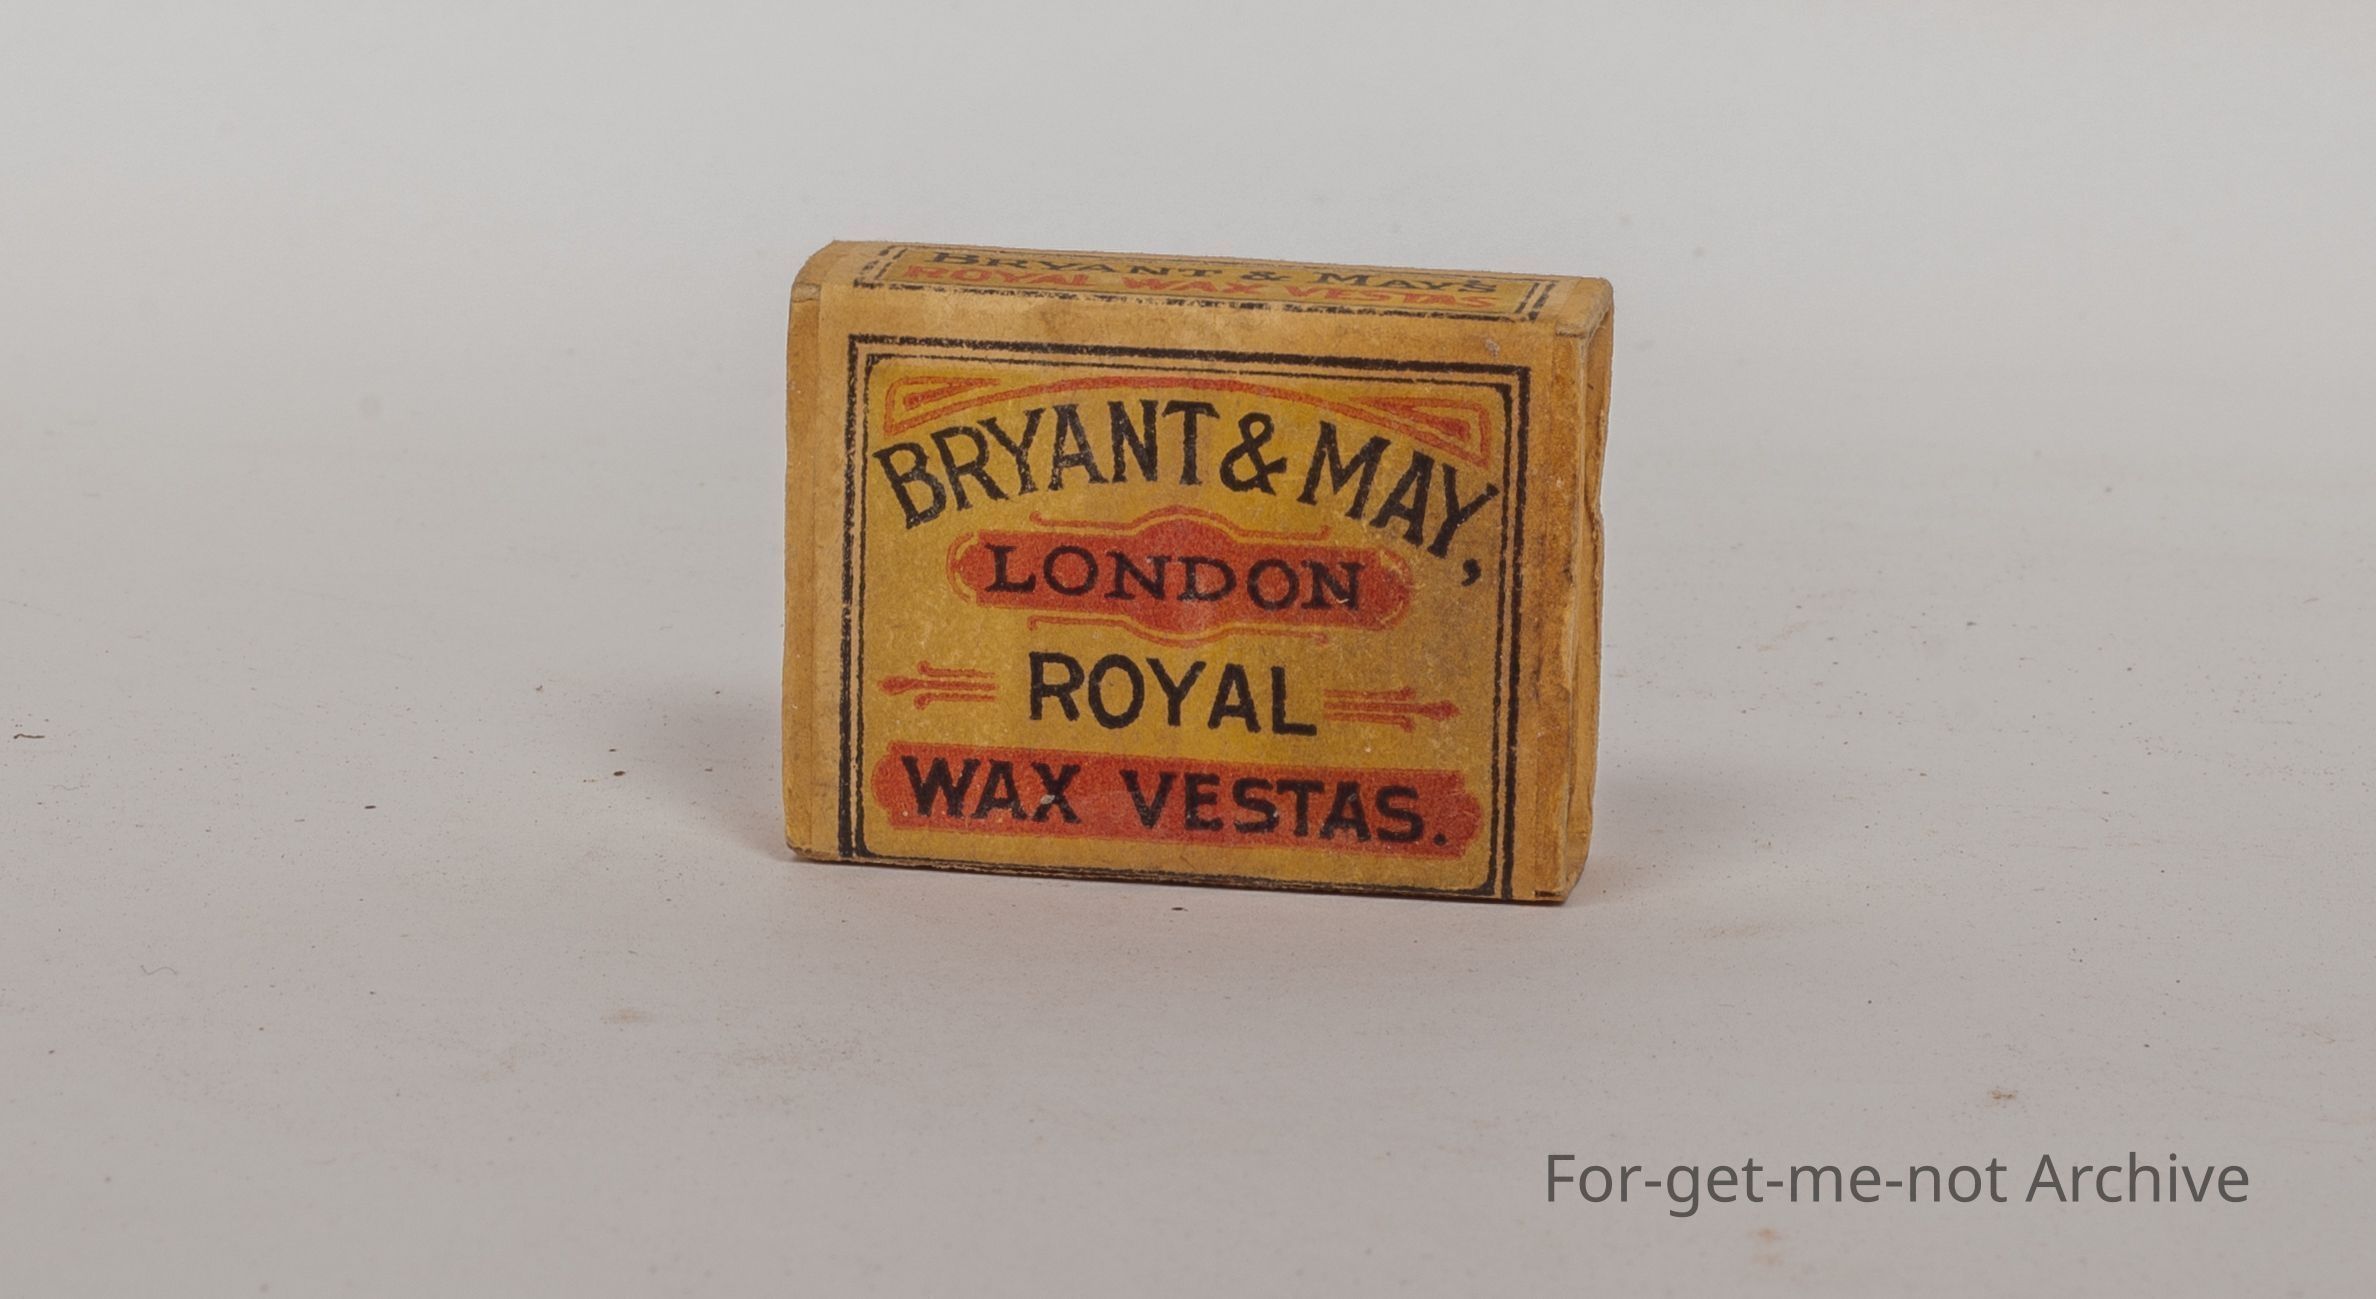 BRYANT & MAY'S
ROYAL WAX VESTAS
BRYANT & MAY,
LONDON
ROYAL
WAX VESTAS.
For-get-me-not Archive